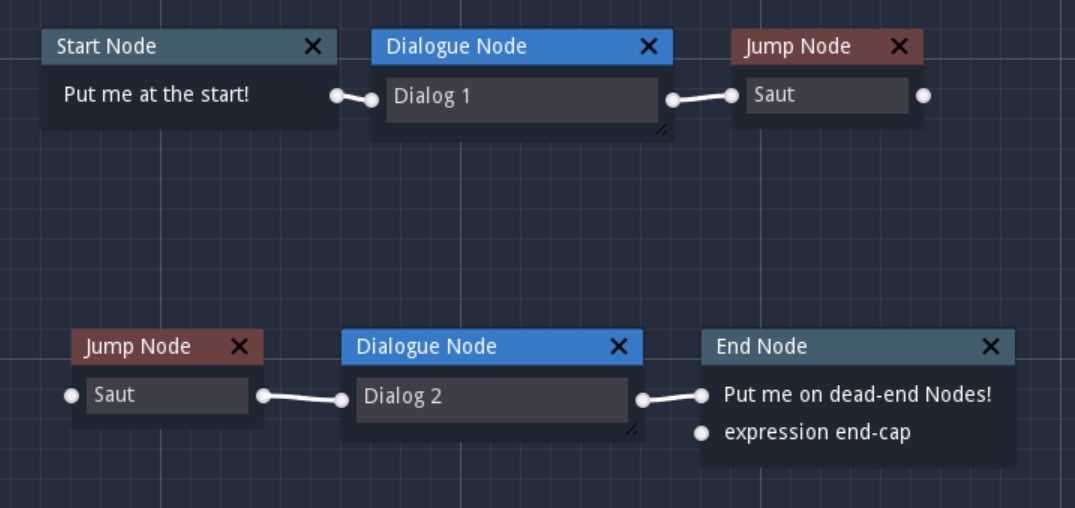 Start Node
Dialogue Node
Jump Node
Put me at the start!
Dialog 1
Saut
Jump Node
Dialogue Node
End Node
Saut
Dialog 2
Put me on dead-end Nodes!
expression end-cap